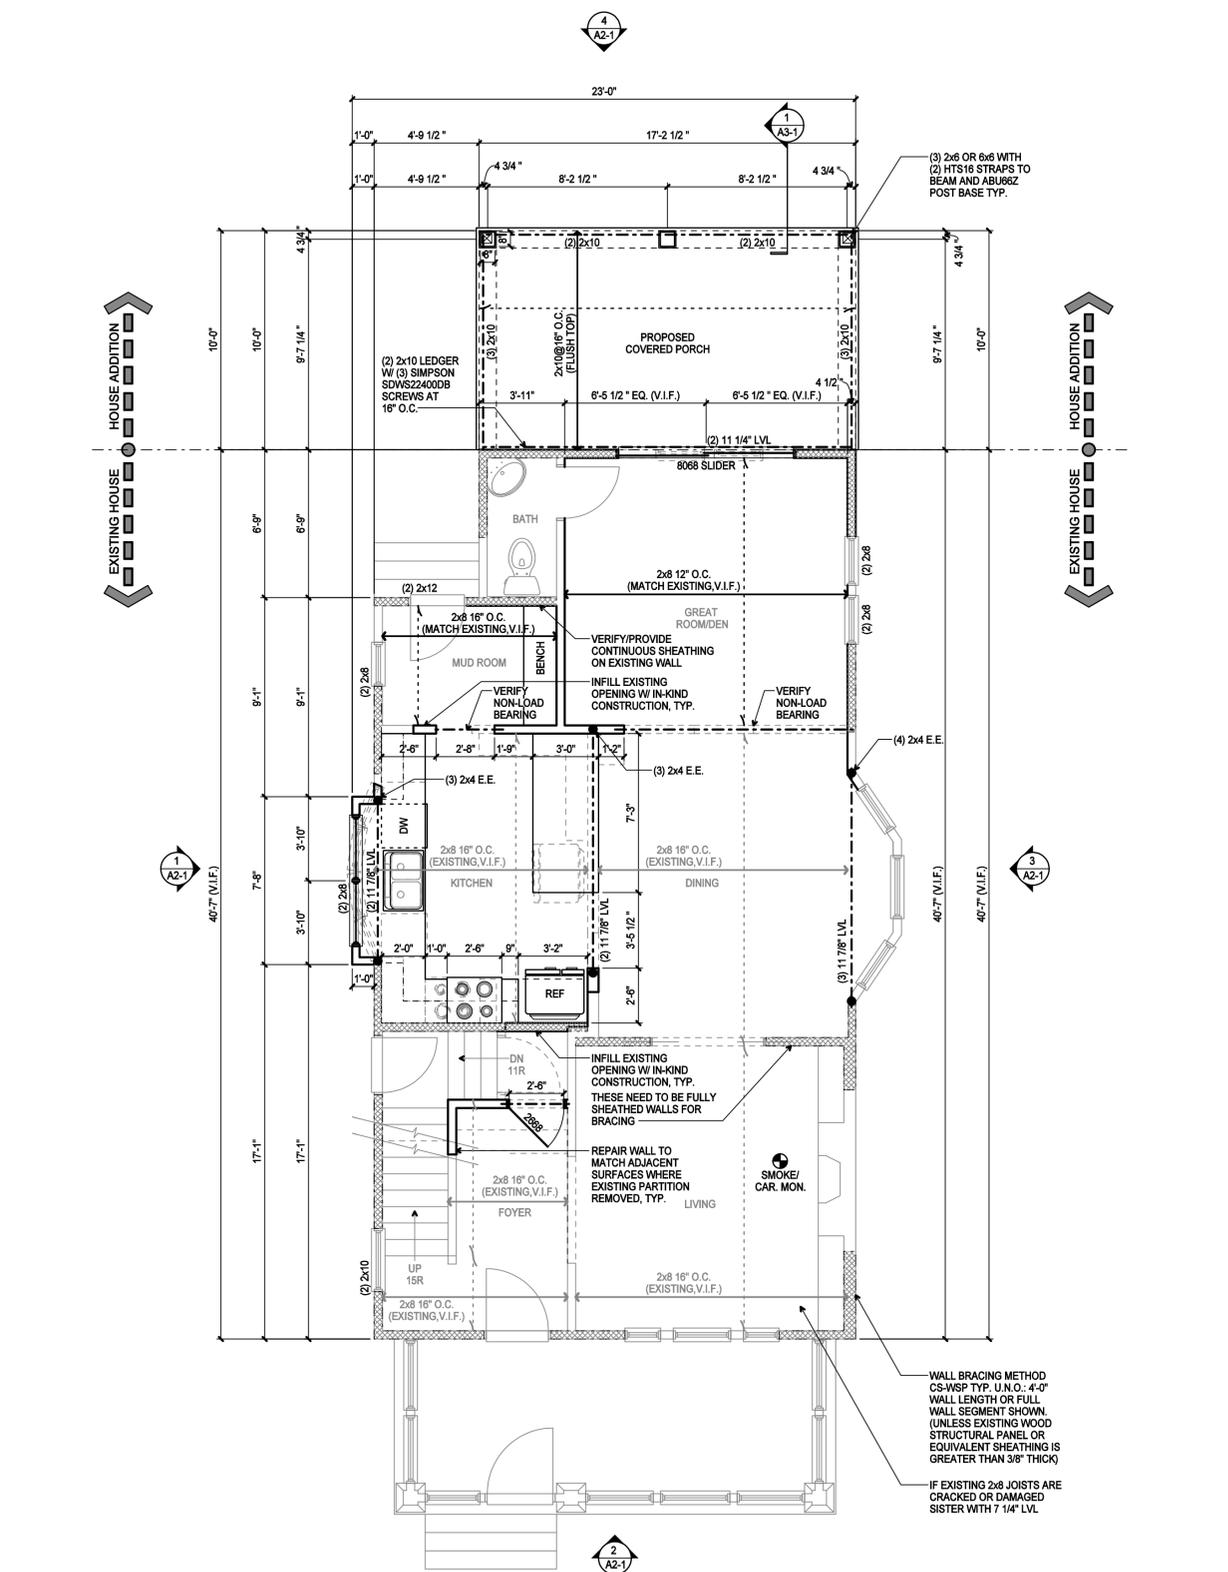 4
A2-1
23'-0"
1'-0"
4'-9 1/2 "
17'-2 1/2 "
1
A3-1
4 3/4 "
4 3/4 "
1'-0"
4'-9 1/2 "
8'-2 1/2 "
8'-2 1/2 "
(3) 2x6 OR 6x6 WITH
(2) HTS16 STRAPS TO
BEAM AND ABU66Z
POST BASE TYP.
4 3/4 "
8"
6"
(2) 2x10
(2) 2x10
4 3/4 "
HOUSE ADDITION
EXISTING HOUSE
10'-0"
10'-0"
9'-7 1/4 "
(3) 2x10
2x10@16" O.C.
(FLUSH TOP)
PROPOSED
COVERED PORCH
(3) 2x10
9'-7 1/4 "
10'-0"
HOUSE ADDITION
EXISTING HOUSE
(2) 2x10 LEDGER
W/ (3) SIMPSON
SDWS22400DB
SCREWS AT
16" O.C.
3'-11"
6'-5 1/2 " EQ. (V.I.F.)
6'-5 1/2 " EQ. (V.I.F.)
4 1/2 "
(2) 11 1/4" LVL
8068 SLIDER
BATH
6'-9"
6'-9"
(2) 2x8
(2) 2x8
(2) 2x12
2x8 12" O.C.
(MATCH EXISTING,V.I.F.)
GREAT
ROOM/DEN
2x8 16" O.C.
(MATCH EXISTING,V.I.F.)
MUD ROOM
BENCH
VERIFY/PROVIDE
CONTINUOUS SHEATHING
ON EXISTING WALL
INFILL EXISTING
OPENING W/ IN-KIND
CONSTRUCTION, TYP.
VERIFY
NON-LOAD
BEARING
VERIFY
NON-LOAD
BEARING
(2) 2x8
9'-1"
9'-1"
2'-6"
2'-8"
1'-9"
3'-0"
1'-2"
(4) 2x4 E.E.
(3) 2x4 E.E.
(3) 2x4 E.E.
7'-3"
DW
1
A2-1
3
A2-1
40'-7" (V.I.F.)
7'-8"
3'-10"
3'-10"
(2) 2x8
(2) 11 7/8" LVL
2x8 16" O.C.
(EXISTING,V.I.F.)
KITCHEN
2x8 16" O.C.
(EXISTING,V.I.F.)
DINING
(2) 11 7/8" LVL
3'-5 1/2 "
(3) 11 7/8" LVL
40'-7" (V.I.F.)
40'-7" (V.I.F.)
1'-0"
2'-0"
1'-0"
2'-6"
9"
3'-2"
REF
2'-6"
DN
11R
INFILL EXISTING
OPENING W/ IN-KIND
CONSTRUCTION, TYP.
THESE NEED TO BE FULLY
SHEATHED WALLS FOR
BRACING
2'-6"
2668
REPAIR WALL TO
MATCH ADJACENT
SURFACES WHERE
EXISTING PARTITION
REMOVED, TYP.
17'-1"
17'-1"
SMOKE/
CAR. MON.
2x8 16" O.C.
(EXISTING,V.I.F.)
FOYER
LIVING
UP
15R
(2) 2x10
2x8 16" O.C.
(EXISTING,V.I.F.)
2x8 16" O.C.
(EXISTING,V.I.F.)
WALL BRACING METHOD
CS-WSP TYP. U.N.O.: 4'-0"
WALL LENGTH OR FULL
WALL SEGMENT SHOWN.
(UNLESS EXISTING WOOD
STRUCTURAL PANEL OR
EQUIVALENT SHEATHING IS
GREATER THAN 3/8" THICK)
IF EXISTING 2x8 JOISTS ARE
CRACKED OR DAMAGED
SISTER WITH 7 1/4" LVL
2
A2-1